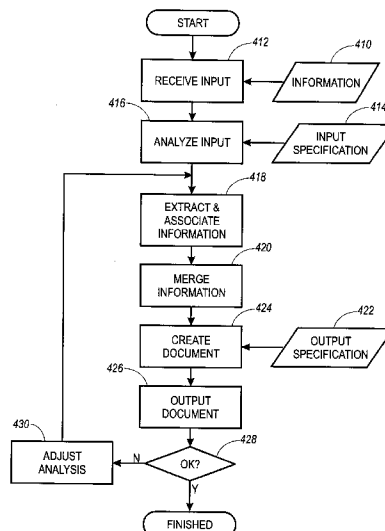 START
412
410
RECEIVE INPUT
INFORMATION
416
414
ANALYZE INPUT
INPUT
SPECIFICATION
418
EXTRACT &
ASSOCIATE
INFORMATION
420
MERGE
INFORMATION
424
422
CREATE
DOCUMENT
OUTPUT
SPECIFICATION
426
OUTPUT
DOCUMENT
430
428
ADJUST
ANALYSIS
N
OK?
Y
FINISHED